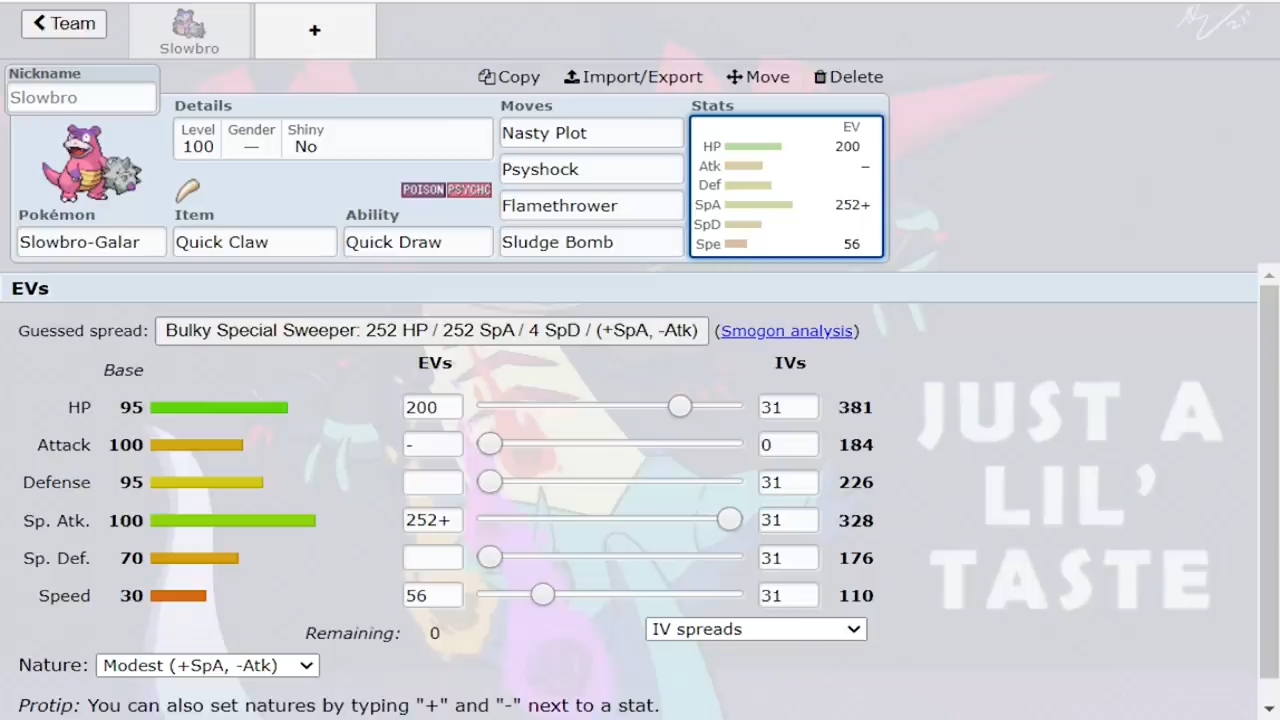 Team
Slowbro
+
Nickname
Slowbro
Copy Import/Export Move Delete
Details
Level
100
Gender
—
Shiny
No
POISON PSYCHC
Pokémon
Slowbro-Galar
Item
Quick Claw
Ability
Quick Draw
Moves
Nasty Plot
Psyshock
Flamethrower
Sludge Bomb
Stats
EV
HP 200
Atk –
Def
SpA 252+
SpD
Spe 56
EVs
Guessed spread: Bulky Special Sweeper: 252 HP / 252 SpA / 4 SpD / (+SpA, -Atk) (Smogon analysis)
Base EVs IVs
HP 95 200 31 381
Attack 100 - 0 184
Defense 95 31 226
Sp. Atk. 100 252+ 31 328
Sp. Def. 70 31 176
Speed 30 56 31 110
Remaining: 0
IV spreads
Nature: Modest (+SpA, -Atk)
Protip: You can also set natures by typing "+" and "-" next to a stat.
JUST A
LIL'
TASTE